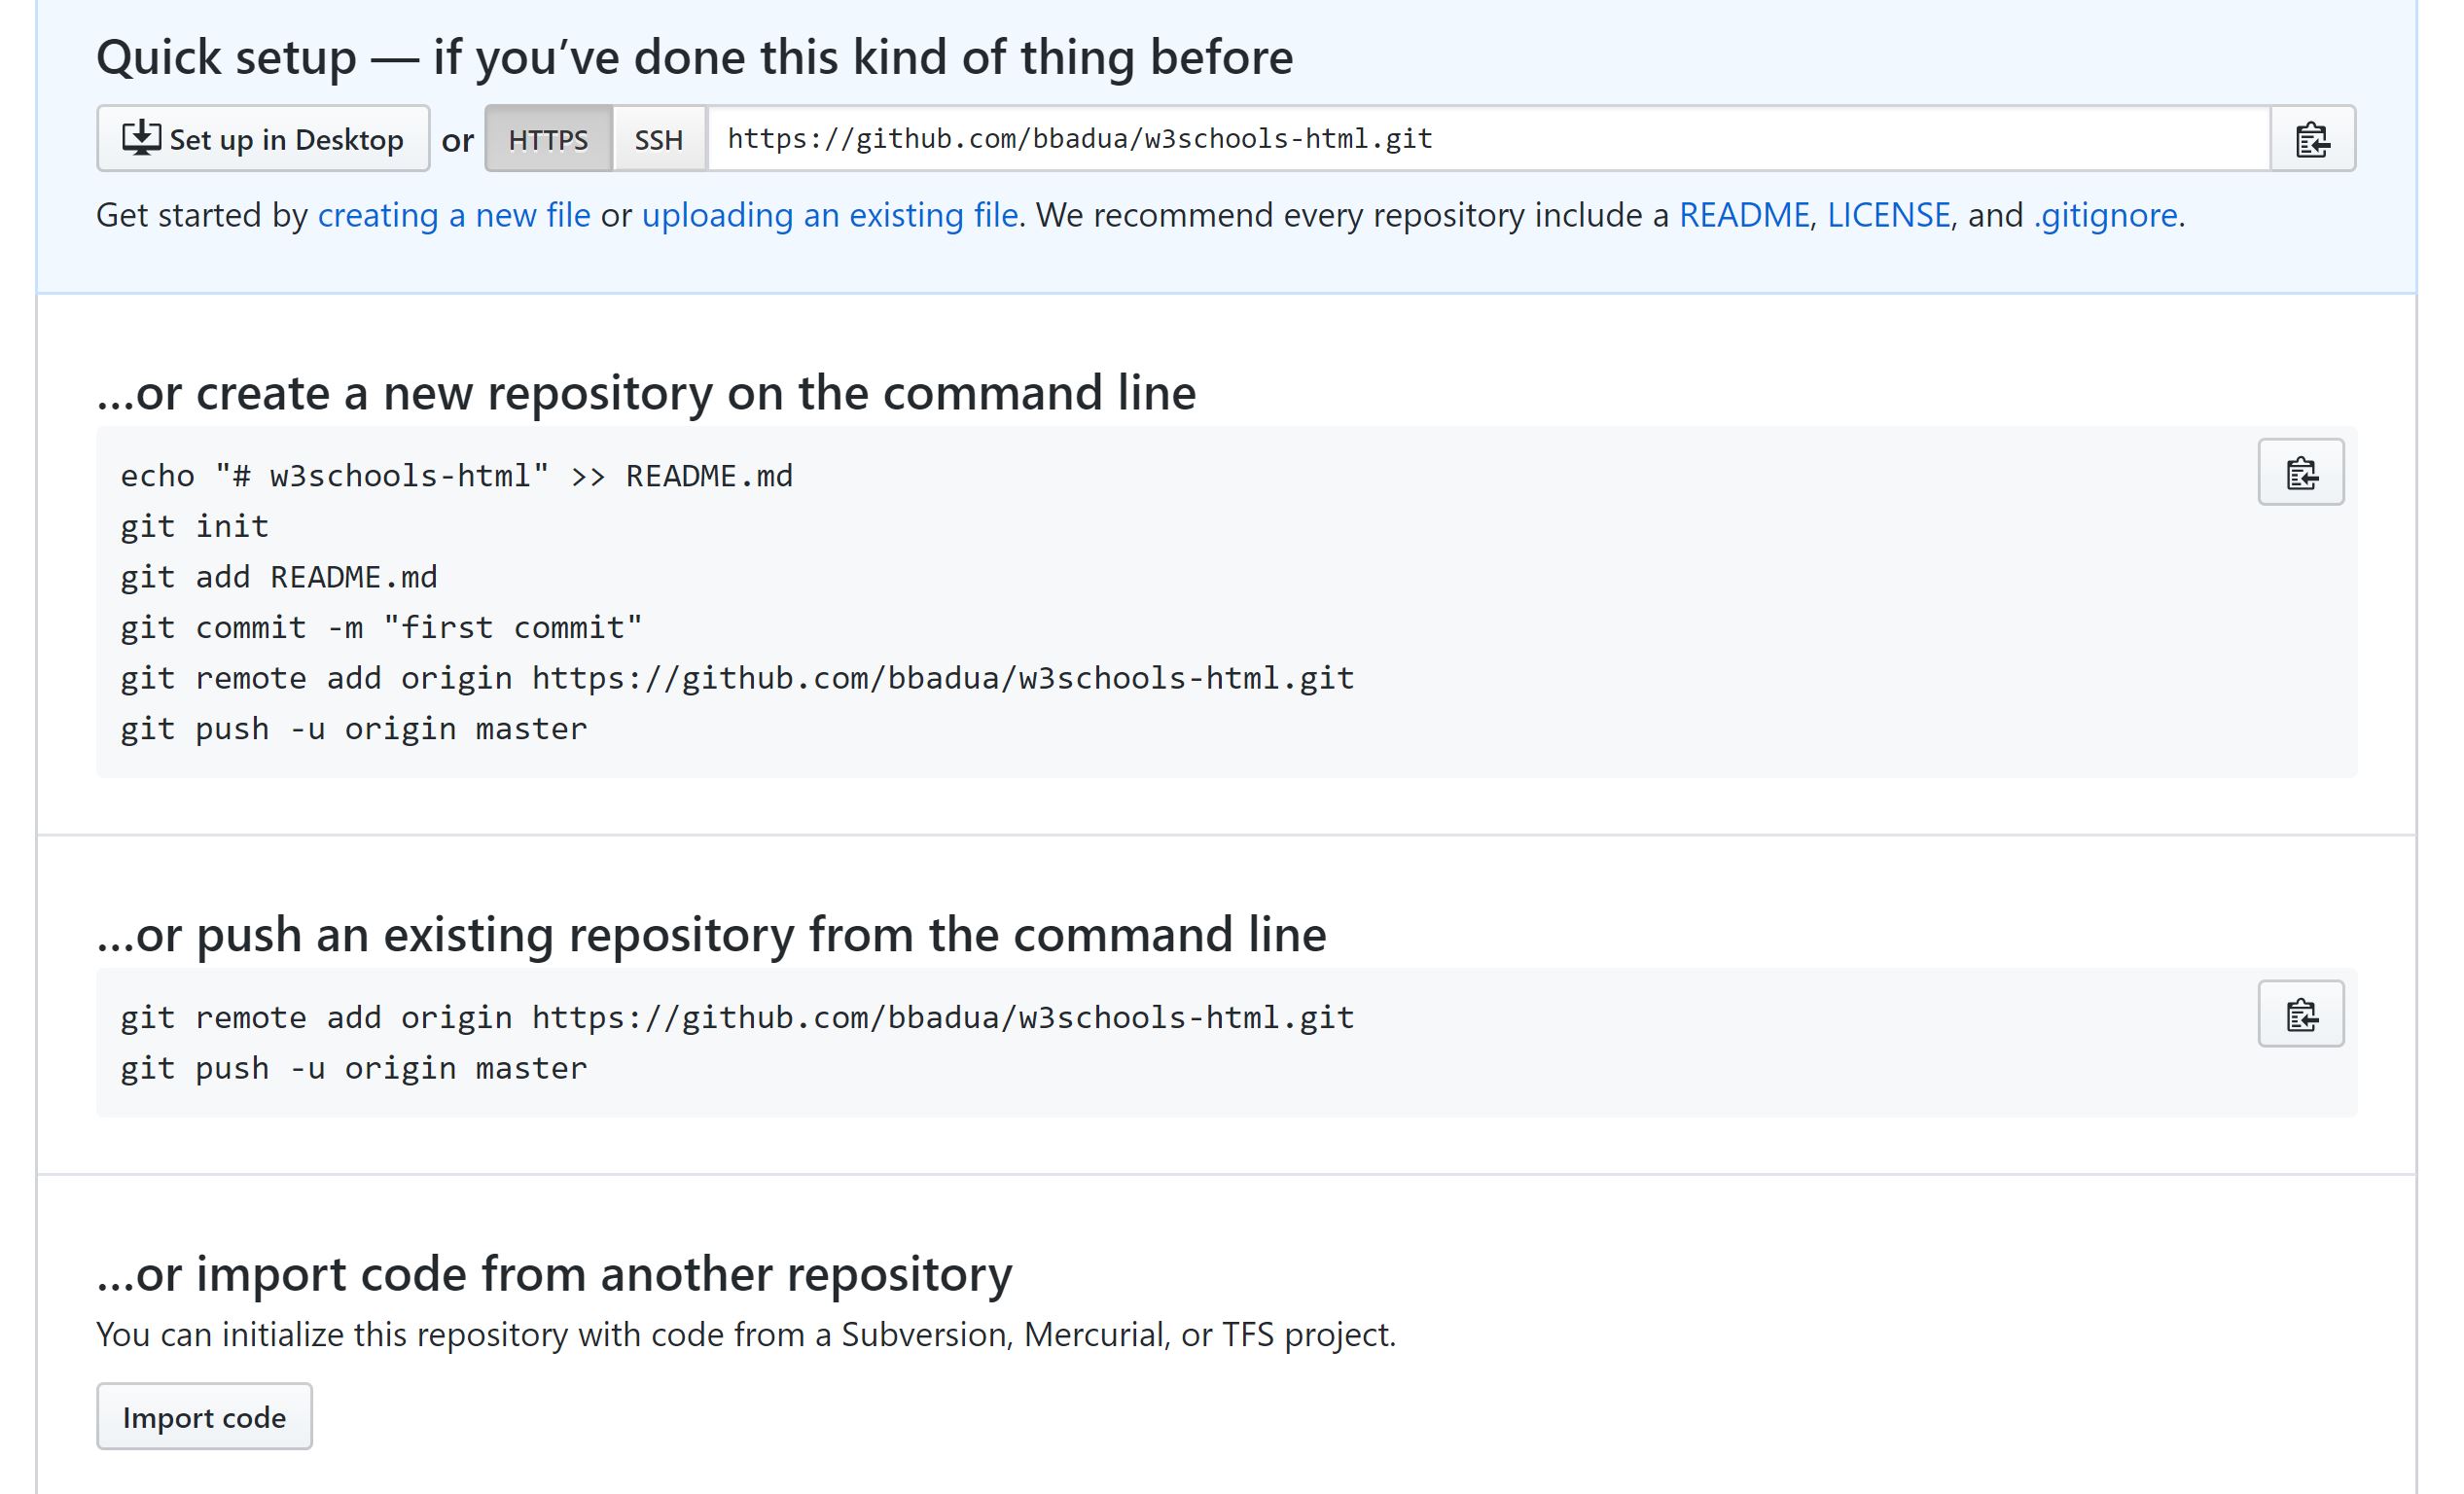 Quick setup — if you’ve done this kind of thing before
Set up in Desktop or HTTPS SSH https://github.com/bbadua/w3schools-html.git
Get started by creating a new file or uploading an existing file. We recommend every repository include a README, LICENSE, and .gitignore.
…or create a new repository on the command line
echo "# w3schools-html" >> README.md
git init
git add README.md
git commit -m "first commit"
git remote add origin https://github.com/bbadua/w3schools-html.git
git push -u origin master
…or push an existing repository from the command line
git remote add origin https://github.com/bbadua/w3schools-html.git
git push -u origin master
…or import code from another repository
You can initialize this repository with code from a Subversion, Mercurial, or TFS project.
Import code